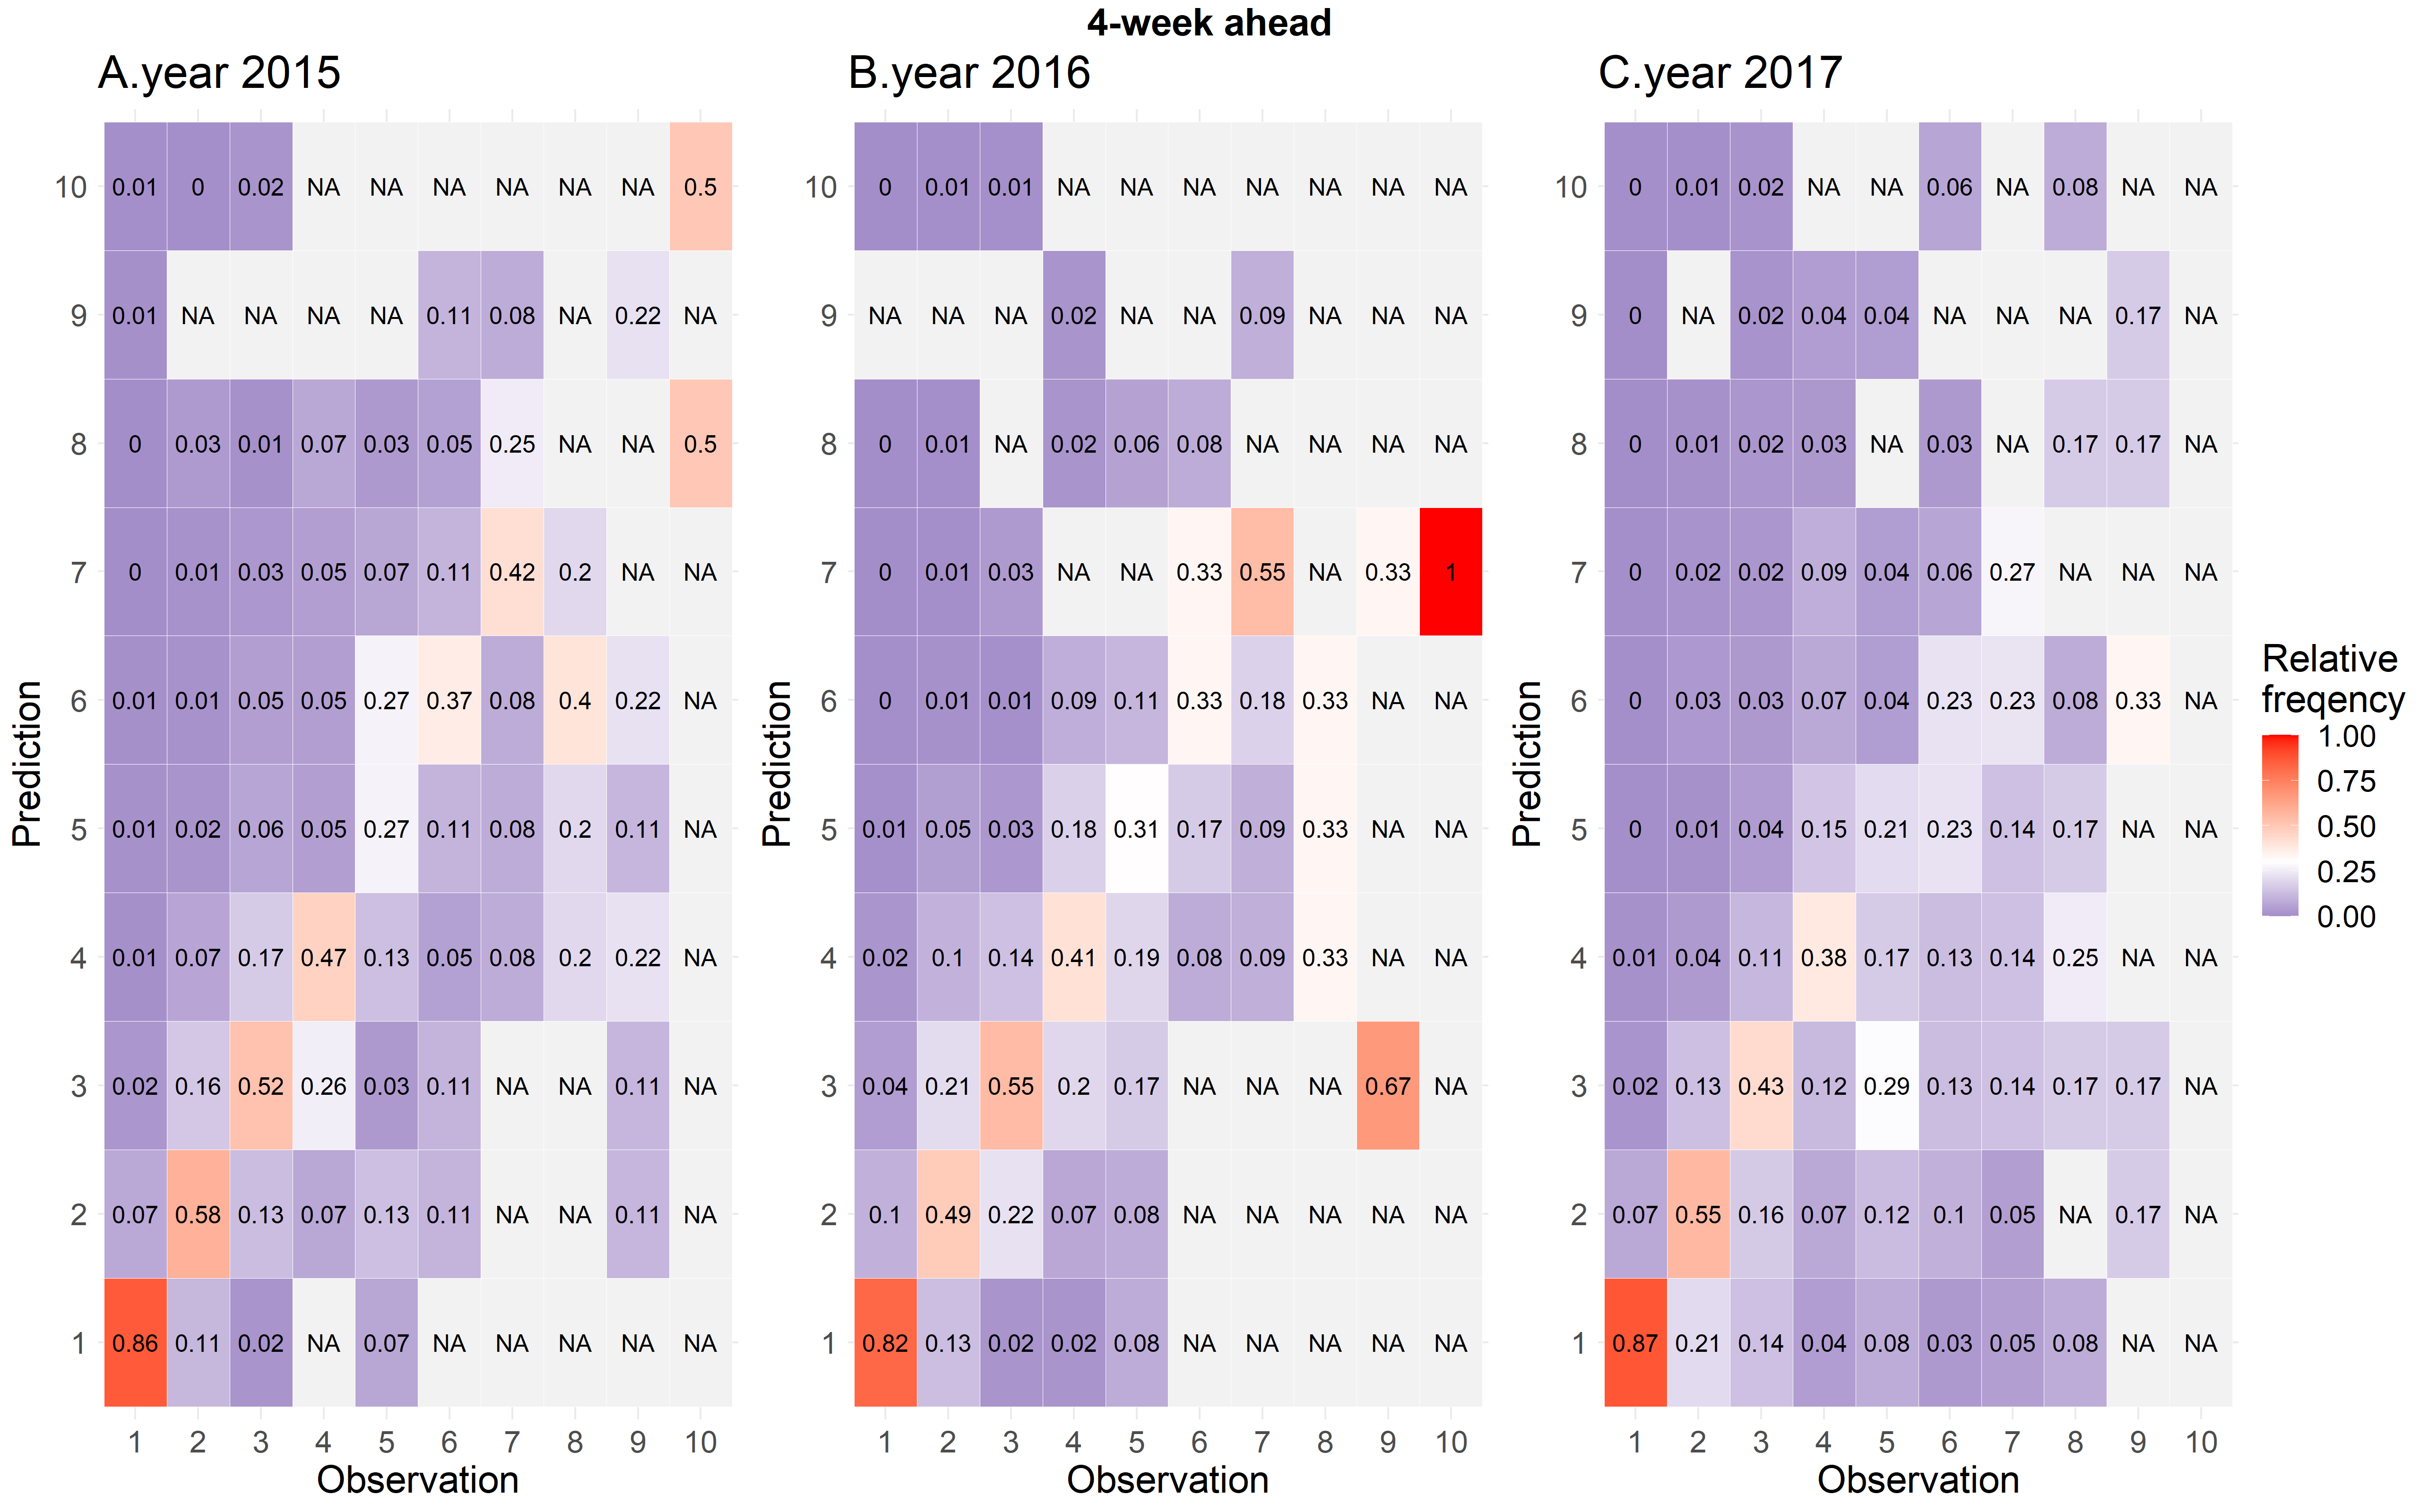 4-week ahead
A.year 2015
B.year 2016
C.year 2017
10 0.01 0 0.02 NA NA NA NA NA NA 0.5
9 0.01 NA NA NA NA 0.11 0.08 NA 0.22 NA
8 0 0.03 0.01 0.07 0.03 0.05 0.25 NA NA 0.5
7 0 0.01 0.03 0.05 0.07 0.11 0.42 0.2 NA NA
6 0.01 0.01 0.05 0.05 0.27 0.37 0.08 0.4 0.22 NA
5 0.01 0.02 0.06 0.05 0.27 0.11 0.08 0.2 0.11 NA
4 0.01 0.07 0.17 0.47 0.13 0.05 0.08 0.2 0.22 NA
3 0.02 0.16 0.52 0.26 0.03 0.11 NA NA 0.11 NA
2 0.07 0.58 0.13 0.07 0.13 0.11 NA NA 0.11 NA
1 0.86 0.11 0.02 NA 0.07 NA NA NA NA NA
1 2 3 4 5 6 7 8 9 10
Observation
Prediction
10 0 0.01 0.01 NA NA NA NA NA NA NA
9 NA NA NA 0.02 NA NA 0.09 NA NA NA
8 0 0.01 NA 0.02 0.06 0.08 NA NA NA NA
7 0 0.01 0.03 NA NA 0.33 0.55 NA 0.33 1
6 0 0.01 0.01 0.09 0.11 0.33 0.18 0.33 NA NA
5 0.01 0.05 0.03 0.18 0.31 0.17 0.09 0.33 NA NA
4 0.02 0.1 0.14 0.41 0.19 0.08 0.09 0.33 NA NA
3 0.04 0.21 0.55 0.2 0.17 NA NA NA 0.67 NA
2 0.1 0.49 0.22 0.07 0.08 NA NA NA NA NA
1 0.82 0.13 0.02 0.02 0.08 NA NA NA NA NA
1 2 3 4 5 6 7 8 9 10
Observation
Prediction
10 0 0.01 0.02 NA NA 0.06 NA 0.08 NA NA
9 0 NA 0.02 0.04 0.04 NA NA NA 0.17 NA
8 0 0.01 0.02 0.03 NA 0.03 NA 0.17 0.17 NA
7 0 0.02 0.02 0.09 0.04 0.06 0.27 NA NA NA
6 0 0.03 0.03 0.07 0.04 0.23 0.23 0.08 0.33 NA
5 0 0.01 0.04 0.15 0.21 0.23 0.14 0.17 NA NA
4 0.01 0.04 0.11 0.38 0.17 0.13 0.14 0.25 NA NA
3 0.02 0.13 0.43 0.12 0.29 0.13 0.14 0.17 0.17 NA
2 0.07 0.55 0.16 0.07 0.12 0.1 0.05 NA 0.17 NA
1 0.87 0.21 0.14 0.04 0.08 0.03 0.05 0.08 NA NA
1 2 3 4 5 6 7 8 9 10
Observation
Prediction
Relative
freqency
1.00
0.75
0.50
0.25
0.00